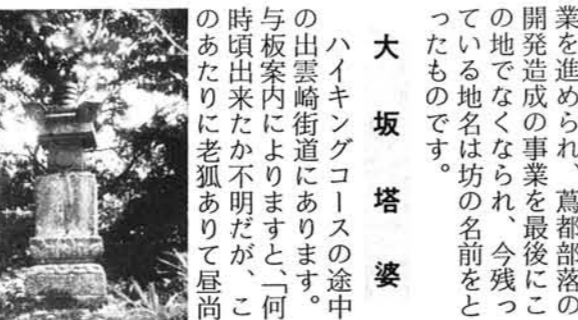 業を進められ、蔦都部落の
開発造成の事業を最後にこ
の地でなくなられ、今残っ
ている地名は坊の名前をと
ったものです。
大坂塔婆
ハイキングコースの途中
の出雲崎街道にあります。
与板案内によりますと、「何
時頃出来たか不明だが、こ
のあたりに老狐ありて昼尚